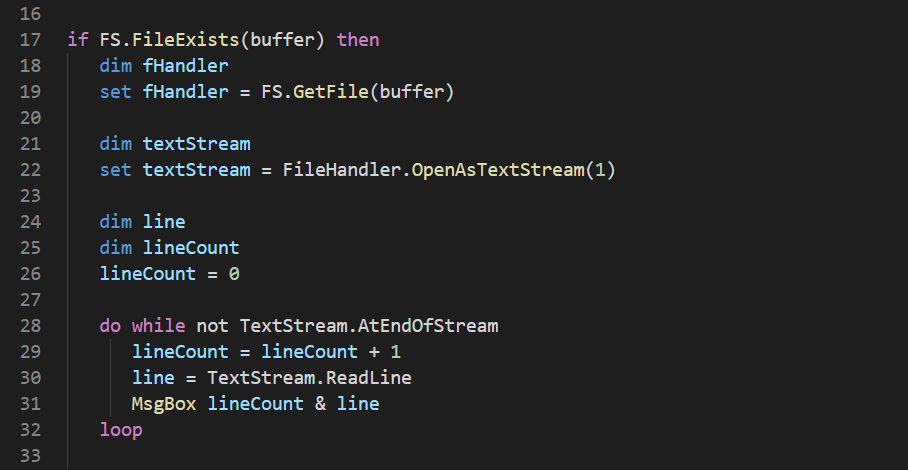 16
17 if FS.FileExists(buffer) then
18 dim fHandler
19 set fHandler = FS.GetFile(buffer)
20
21 dim textStream
22 set textStream = FileHandler.OpenAsTextStream(1)
23
24 dim line
25 dim lineCount
26 lineCount = 0
27
28 do while not TextStream.AtEndOfStream
29 lineCount = lineCount + 1
30 line = TextStream.ReadLine
31 MsgBox lineCount & line
32 loop
33